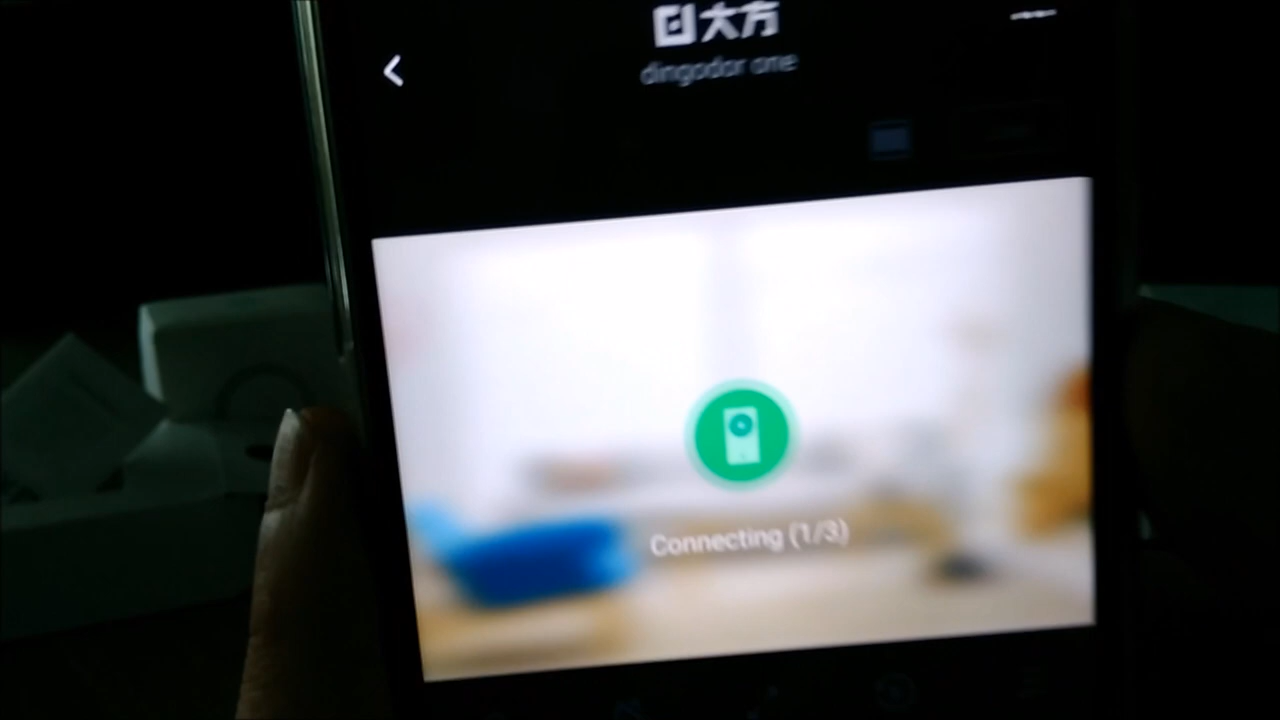 大方
dingodar one
Connecting (1/3)